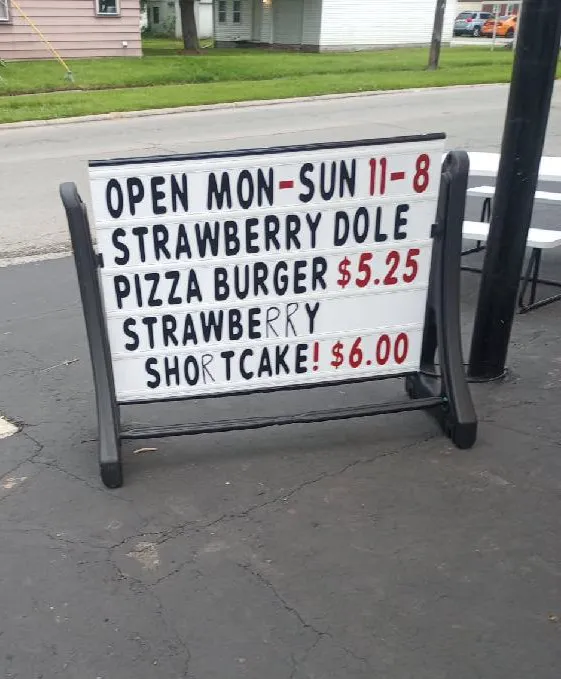 OPEN MON-SUN 11-8
STRAWBERRY DOLE
PIZZA BURGER $5.25
STRAWBERRY
SHORTCAKE! $6.00